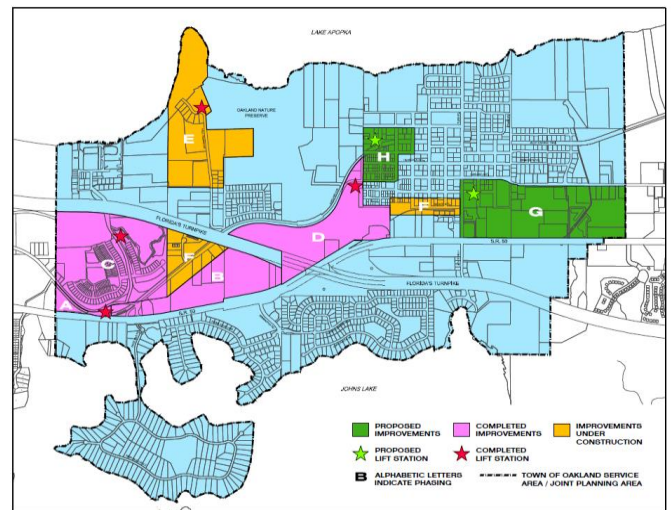 LAKE APOPKA
OAKLAND NATURE
PRESERVE
E
H
FLORIDA'S TURNPIKE
F
G
D
C
F
S.R. 50
B
FLORIDA'S TURNPIKE
A
S.R. 50
JOHNS LAKE
PROPOSED
IMPROVEMENTS
COMPLETED
IMPROVEMENTS
IMPROVEMENTS
UNDER
CONSTRUCTION
PROPOSED
LIFT STATION
COMPLETED
LIFT STATION
B ALPHABETIC LETTERS
INDICATE PHASING
TOWN OF OAKLAND SERVICE
AREA / JOINT PLANNING AREA